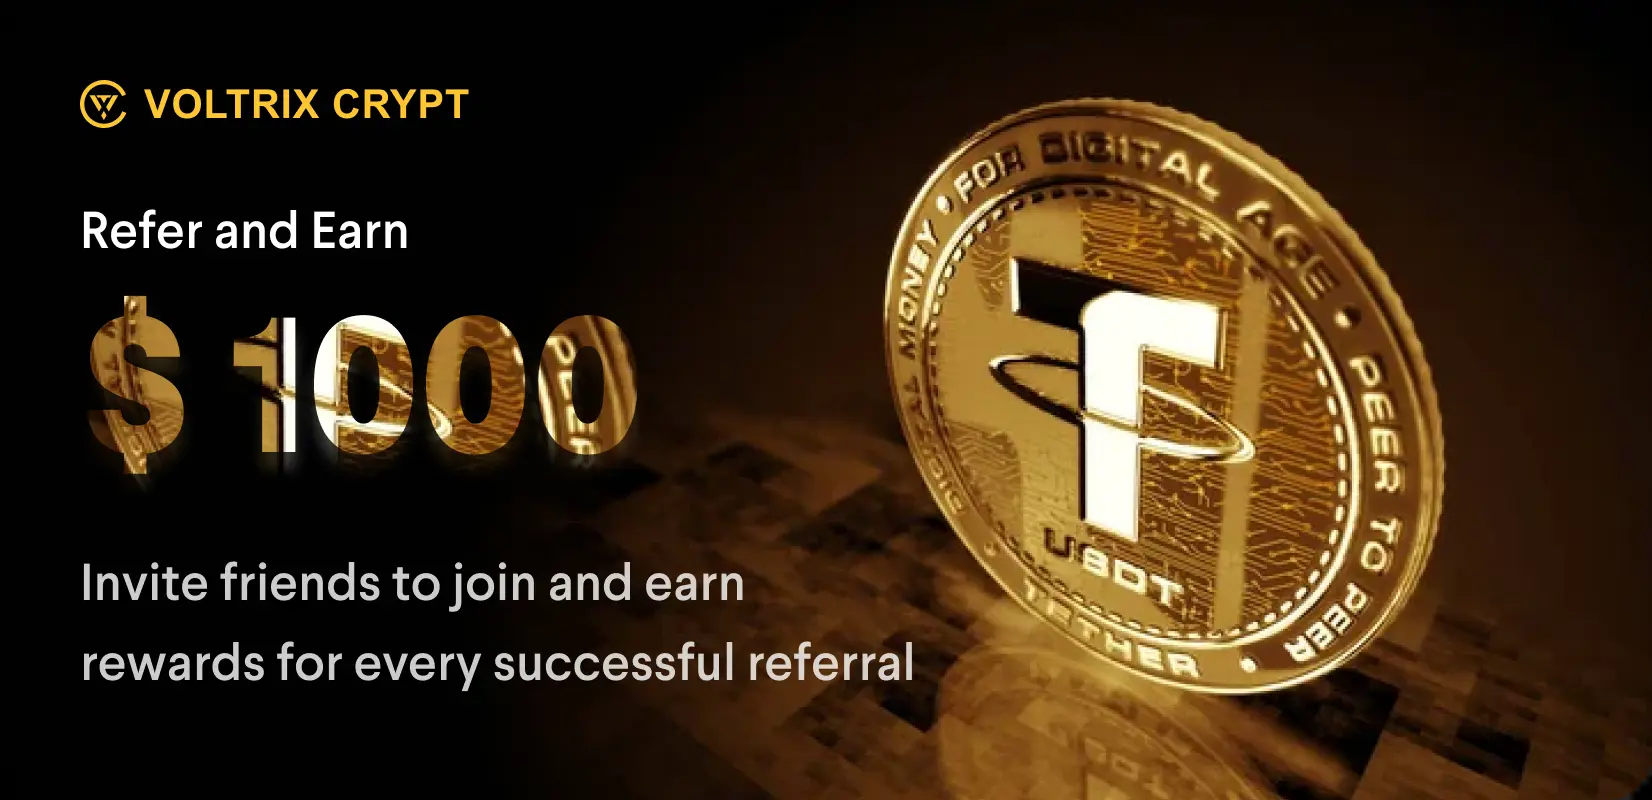 VOLTRIX CRYPT
Refer and Earn
$ 1000
Invite friends to join and earn
rewards for every successful referral
MONEY • FOR DIGITAL AGE • PEER TO PEER •
TETHER
USDT